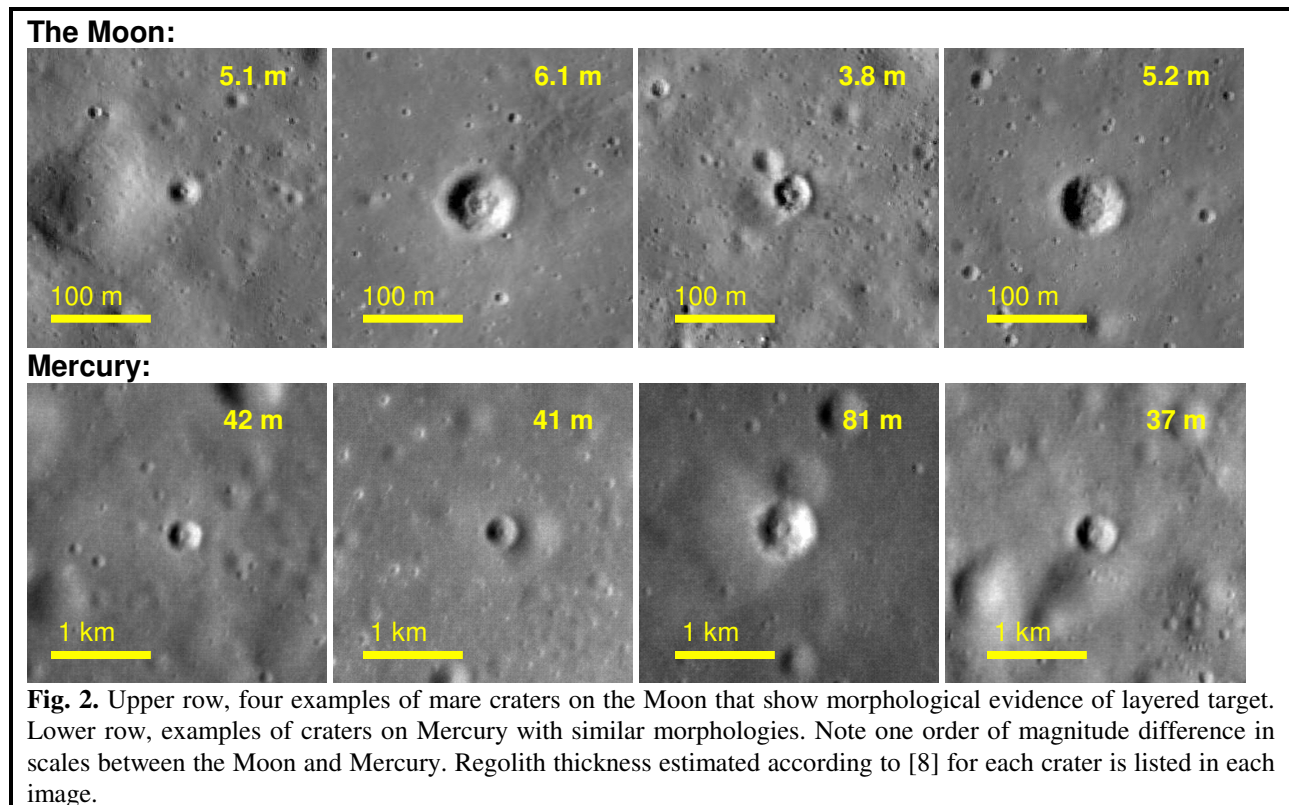 The Moon:
5.1 m
6.1 m
3.8 m
5.2 m
100 m
100 m
100 m
100 m
Mercury:
42 m
41 m
81 m
37 m
1 km
1 km
1 km
1 km
Fig. 2. Upper row, four examples of mare craters on the Moon that show morphological evidence of layered target.
Lower row, examples of craters on Mercury with similar morphologies. Note one order of magnitude difference in
scales between the Moon and Mercury. Regolith thickness estimated according to [8] for each crater is listed in each
image.